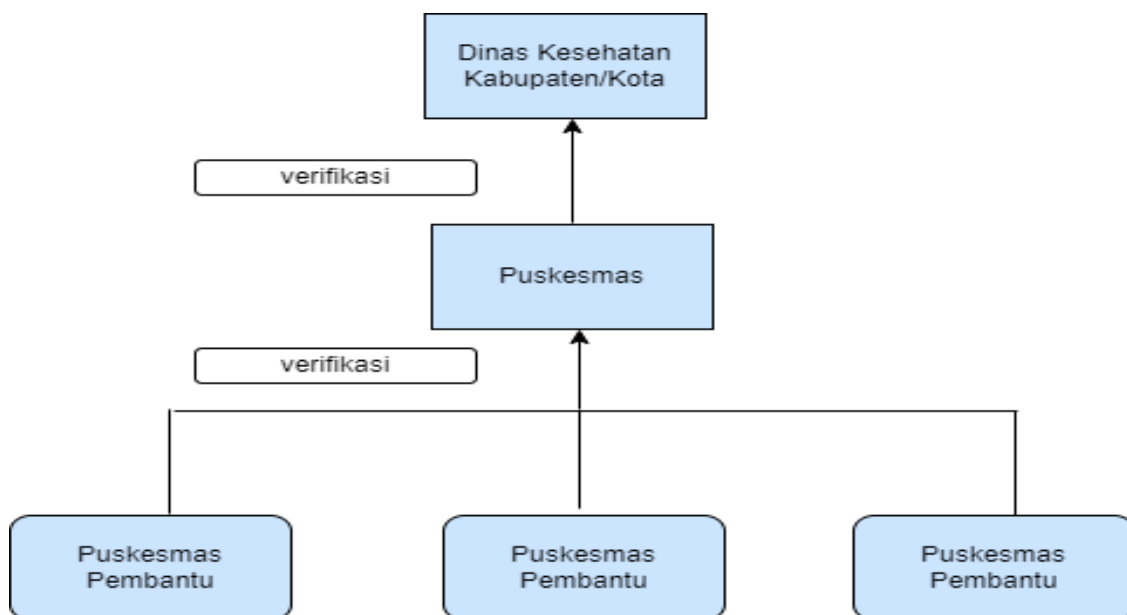 Dinas Kesehatan
Kabupaten/Kota
verifikasi
Puskesmas
verifikasi
Puskesmas
Pembantu
Puskesmas
Pembantu
Puskesmas
Pembantu